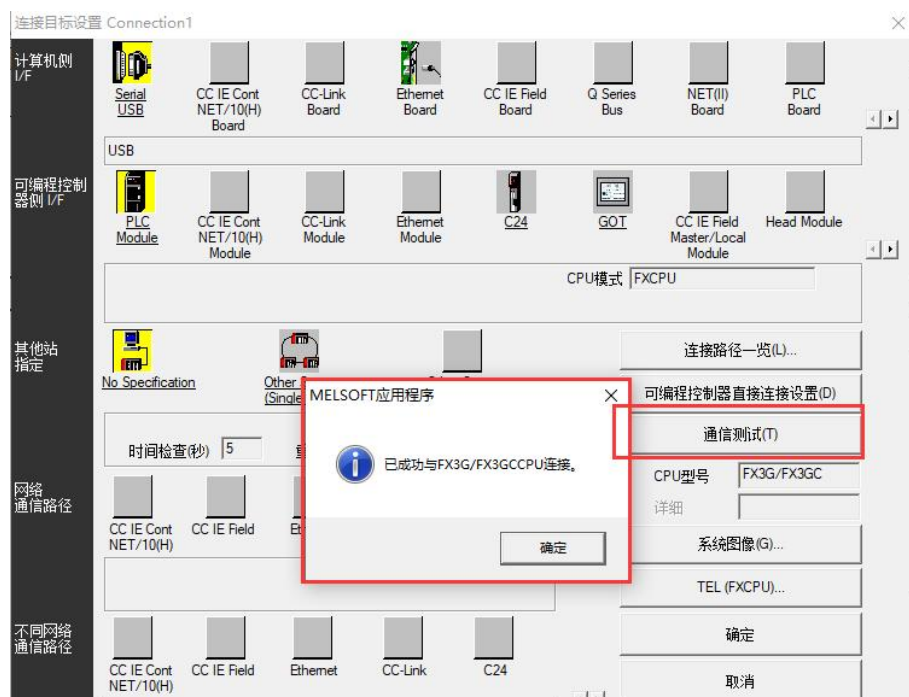 连接目标设置 Connection1
计算机侧
I/F
Serial
USB
CC IE Cont
NET/10(H)
Board
CC-Link
Board
Ethernet
Board
CC IE Field
Board
Q Series
Bus
NET(II)
Board
PLC
Board
USB
可编程控制
器侧 I/F
PLC
Module
CC IE Cont
NET/10(H)
Module
CC-Link
Module
Ethernet
Module
C24
GOT
CC IE Field
Master/Local
Module
Head Module
CPU模式 FXCPU
其他站
指定
No Specification
Other
(Single
连接路径一览(L)...
可编程控制器直接连接设置(D)
通信测试(T)
时间检查(秒) 5
MELSOFT应用程序
已成功与FX3G/FX3GCCPU连接。
确定
CPU型号 FX3G/FX3GC
详细
网络
通信路径
CC IE Cont
NET/10(H)
CC IE Field
系统图像(G)...
TEL (FXCPU)...
不同网络
通信路径
CC IE Cont
NET/10(H)
CC IE Field
Ethernet
CC-Link
C24
确定
取消